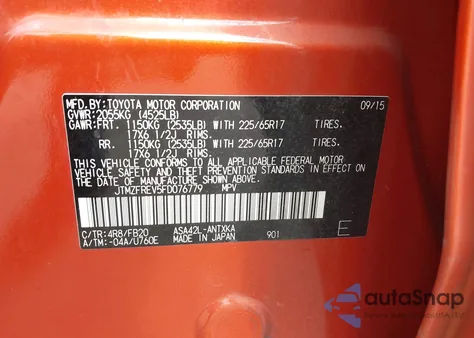 MFD.BY:TOYOTA MOTOR CORPORATION 09/15
GVWR:2055KG (4525LB)
GAWR:FRT. 1150KG (2535LB) WITH 225/65R17 TIRES.
17X6 1/2J RIMS.
RR. 1150KG (2535LB) WITH 225/65R17 TIRES.
17X6 1/2J RIMS.
THIS VEHICLE CONFORMS TO ALL APPLICABLE FEDERAL MOTOR
VEHICLE SAFETY AND THEFT PREVENTION STANDARDS IN EFFECT
ON THE DATE OF MANUFACTURE SHOWN ABOVE.
JTMZFREV5FD076779 MPV
C/TR:4R8/FB20 ASA42L-ANTXKA
A/TM:-04A/U760E MADE IN JAPAN 901 E
autoSnap